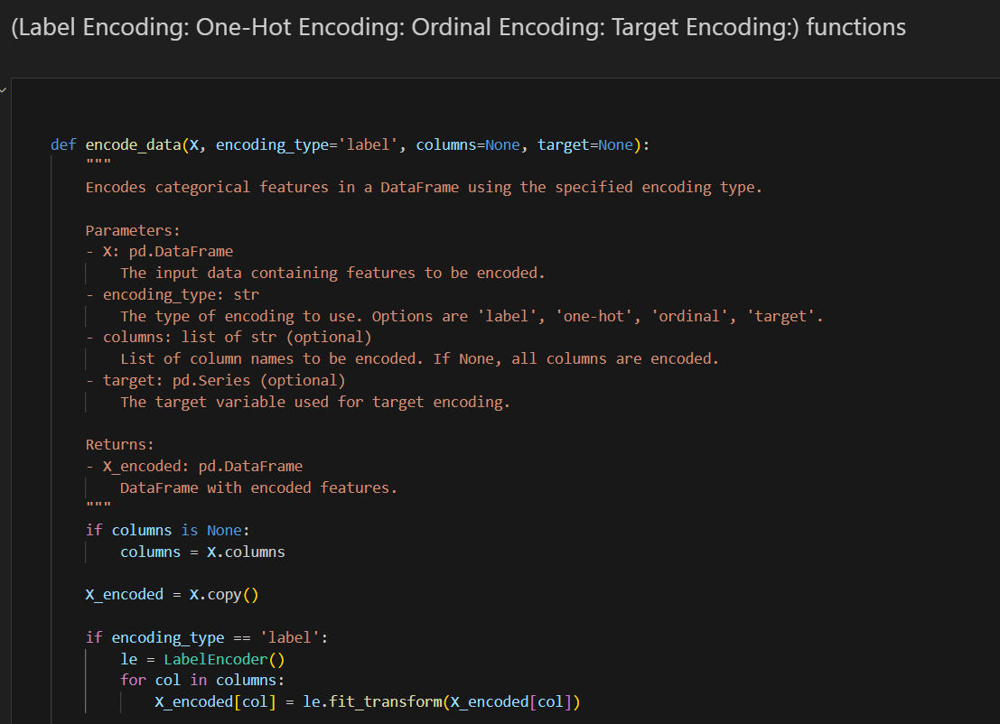 (Label Encoding: One-Hot Encoding: Ordinal Encoding: Target Encoding:) functions
def encode_data(X, encoding_type='label', columns=None, target=None):
"""
Encodes categorical features in a DataFrame using the specified encoding type.
Parameters:
- X: pd.DataFrame
The input data containing features to be encoded.
- encoding_type: str
The type of encoding to use. Options are 'label', 'one-hot', 'ordinal', 'target'.
- columns: list of str (optional)
List of column names to be encoded. If None, all columns are encoded.
- target: pd.Series (optional)
The target variable used for target encoding.
Returns:
- X_encoded: pd.DataFrame
DataFrame with encoded features.
"""
if columns is None:
columns = X.columns
X_encoded = X.copy()
if encoding_type == 'label':
le = LabelEncoder()
for col in columns:
X_encoded[col] = le.fit_transform(X_encoded[col])